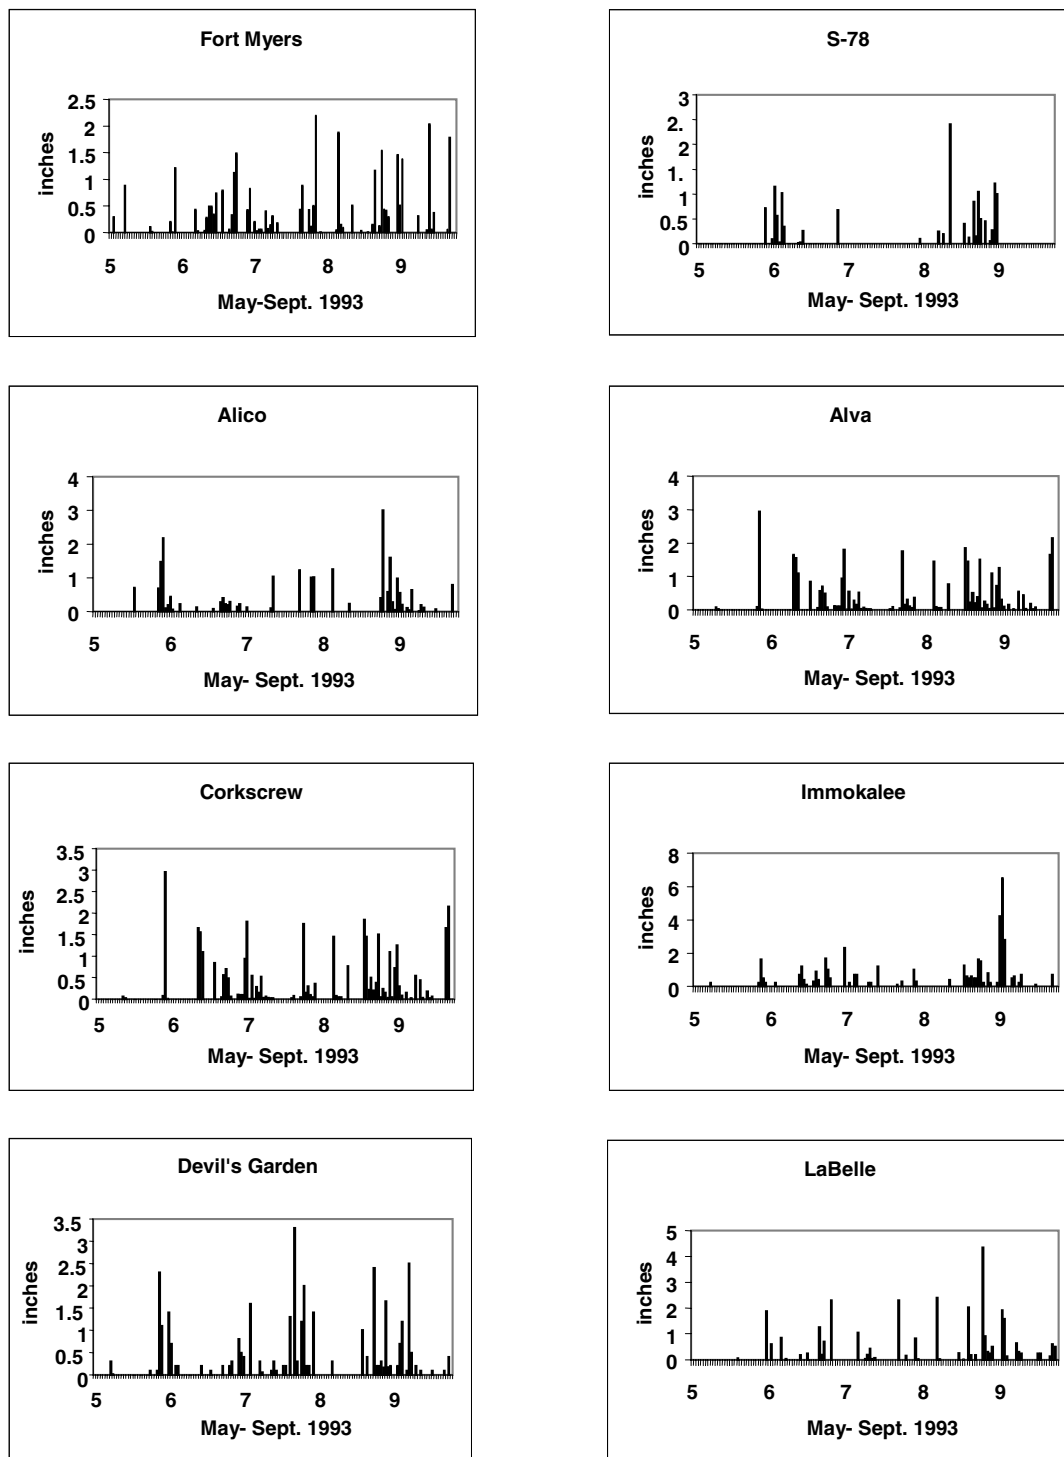 Fort Myers
2.5
2
1.5
1
0.5
0
inches
5 6 7 8 9
May-Sept. 1993
S-78
3
2.
2
1.
1
0.5
0
inches
5 6 7 8 9
May- Sept. 1993
Alico
4
3
2
1
0
inches
5 6 7 8 9
May- Sept. 1993
Alva
4
3
2
1
0
inches
5 6 7 8 9
May- Sept. 1993
Corkscrew
3.5
3
2.5
2
1.5
1
0.5
0
inches
5 6 7 8 9
May- Sept. 1993
Immokalee
8
6
4
2
0
inches
5 6 7 8 9
May- Sept. 1993
Devil's Garden
3.5
3
2.5
2
1.5
1
0.5
0
inches
5 6 7 8 9
May- Sept. 1993
LaBelle
5
4
3
2
1
0
inches
5 6 7 8 9
May- Sept. 1993